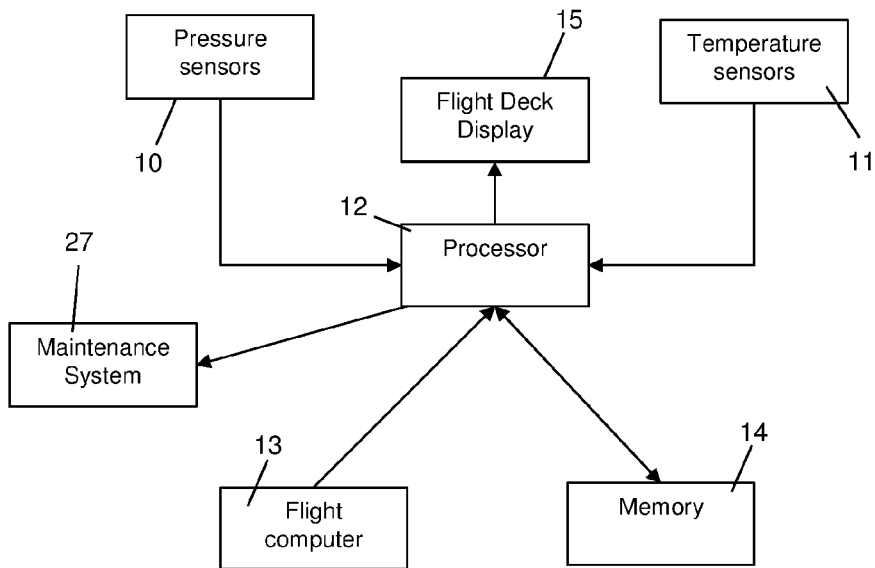 Pressure
sensors
10
15
Flight Deck
Display
Temperature
sensors
11
12
Processor
27
Maintenance
System
13
Flight
computer
14
Memory